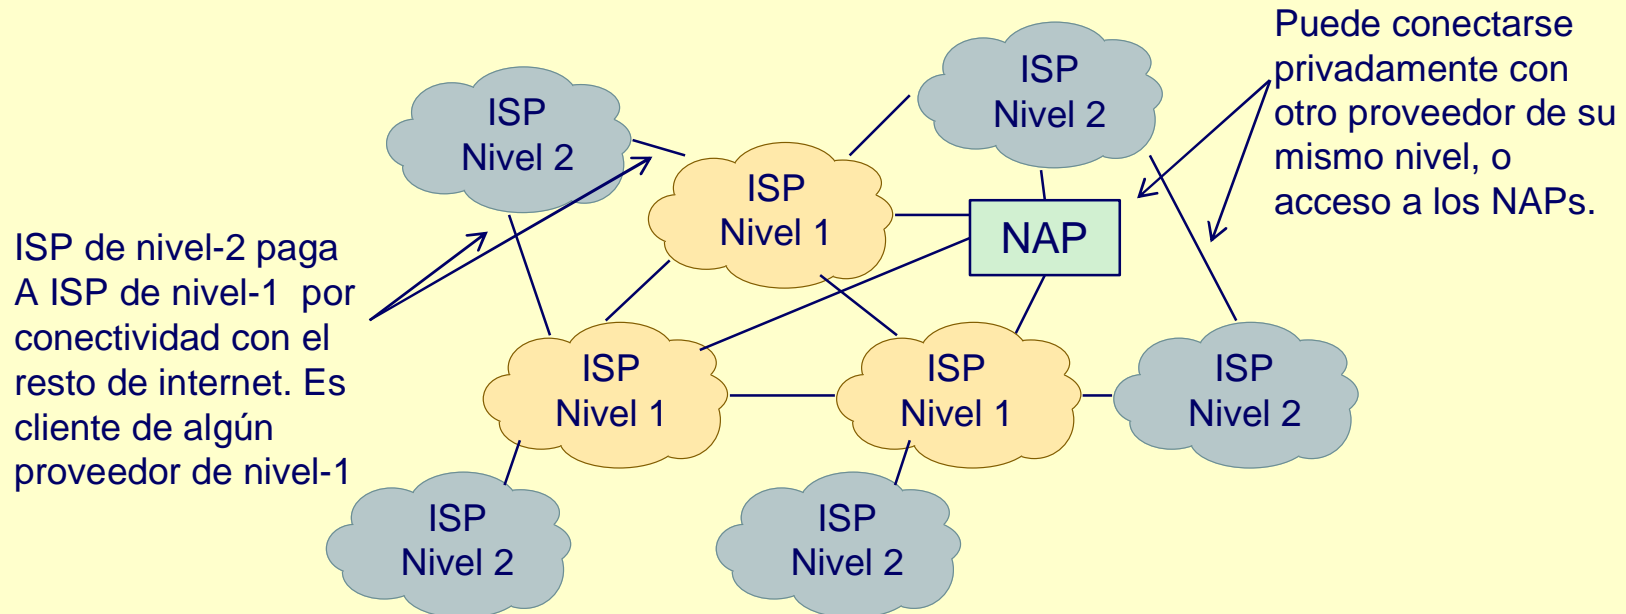 Puede conectarse
privadamente con
otro proveedor de su
mismo nivel, o
acceso a los NAPs.
ISP
Nivel 2
ISP
Nivel 2
ISP
Nivel 1
NAP
ISP de nivel-2 paga
A ISP de nivel-1 por
conectividad con el
resto de internet. Es
cliente de algún
proveedor de nivel-1
ISP
Nivel 1
ISP
Nivel 1
ISP
Nivel 2
ISP
Nivel 2
ISP
Nivel 2